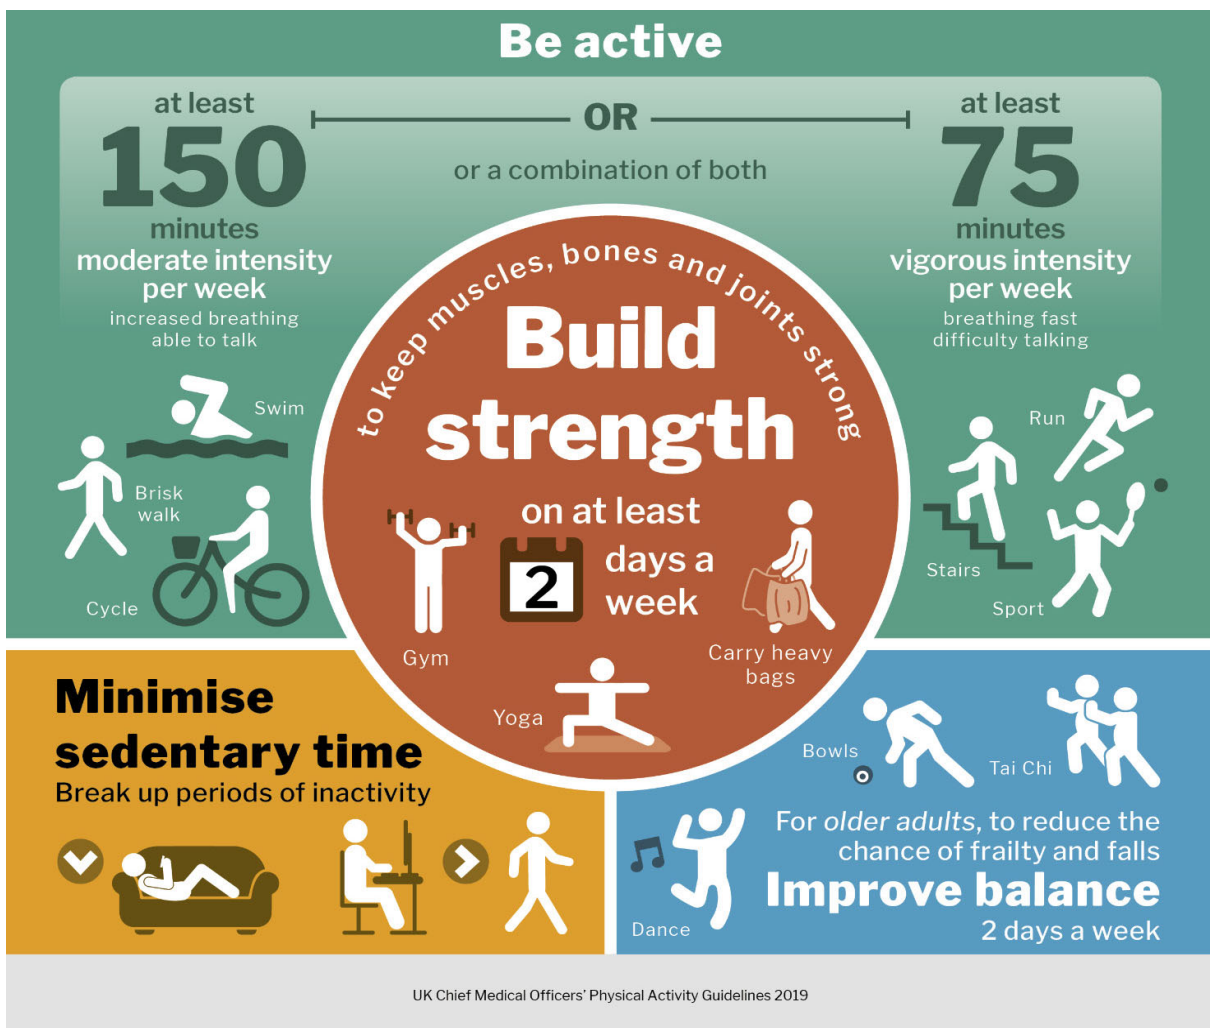 Be active
at least
150
minutes
moderate intensity
per week
increased breathing
able to talk
OR
or a combination of both
at least
75
minutes
vigorous intensity
per week
breathing fast
difficulty talking
Swim
Brisk
walk
Cycle
Run
Stairs
Sport
to keep muscles, bones and joints strong
Build
strength
on at least
2
days a
week
Gym
Carry heavy
bags
Yoga
Minimise
sedentary time
Break up periods of inactivity
Bowls
Tai Chi
Dance
For older adults, to reduce the
chance of frailty and falls
Improve balance
2 days a week
UK Chief Medical Officers' Physical Activity Guidelines 2019